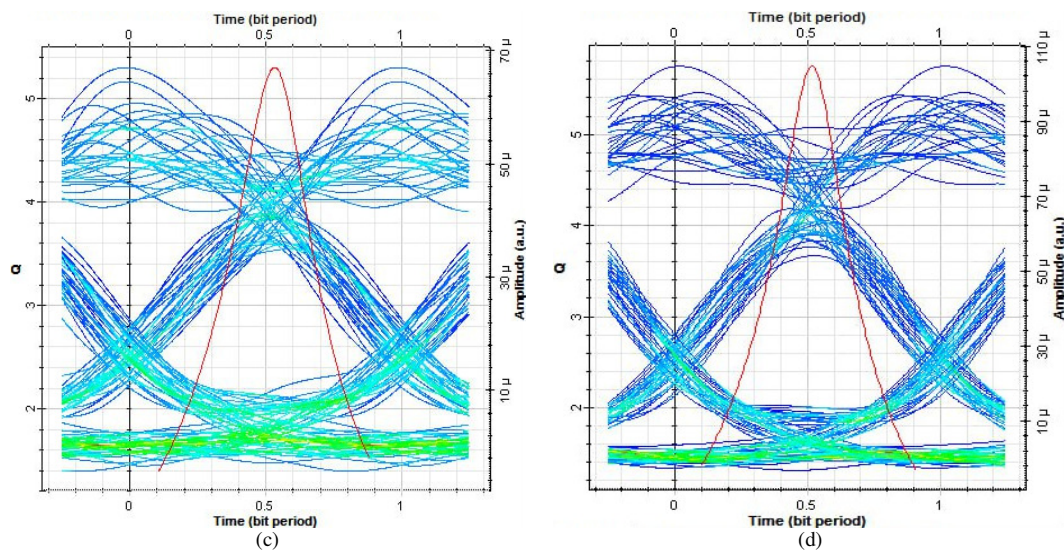 Time (bit period)
0 0.5 1
Q
5
4
3
2
70 µ
50 µ
30 µ
10 µ
Amplitude (a.u.)
0 0.5 1
Time (bit period)
(c)
Time (bit period)
0 0.5 1
Q
5
4
3
2
110 µ
90 µ
70 µ
50 µ
30 µ
10 µ
Amplitude (a.u.)
0 0.5 1
Time (bit period)
(d)